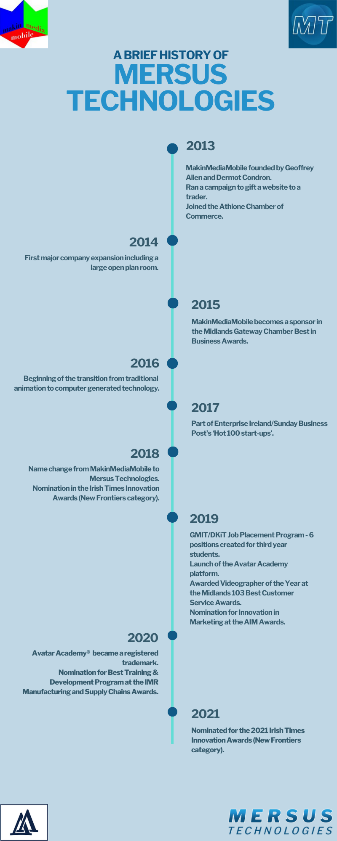 media
mobile
MT
A BRIEF HISTORY OF
MERSUS
TECHNOLOGIES
2013
MakinMediaMobile founded by Geoffrey
Allen and Dermot Condron.
Ran a campaign to gift a website to a
trader.
Joined the Athlone Chamber of
Commerce.
2014
First major company expansion including a
large open plan room.
2015
MakinMediaMobile becomes a sponsor in
the Midlands Gateway Chamber Best in
Business Awards.
2016
Beginning of the transition from traditional
animation to computer generated technology.
2017
Part of Enterprise Ireland/Sunday Business
Post's 'Hot 100 start-ups'.
2018
Name change from MakinMediaMobile to
Mersus Technologies.
Nomination in the Irish Times Innovation
Awards (New Frontiers category).
2019
GMIT/DKiT Job Placement Program - 6
positions created for third year
students.
Launch of the Avatar Academy
platform.
Awarded Videographer of the Year at
the Midlands 103 Best Customer
Service Awards.
Nomination for Innovation in
Marketing at the AIM Awards.
2020
Avatar Academy® became a registered
trademark.
Nomination for Best Training &
Development Program at the IMR
Manufacturing and Supply Chains Awards.
2021
Nominated for the 2021 Irish Times
Innovation Awards (New Frontiers
category).
MERSUS
TECHNOLOGIES